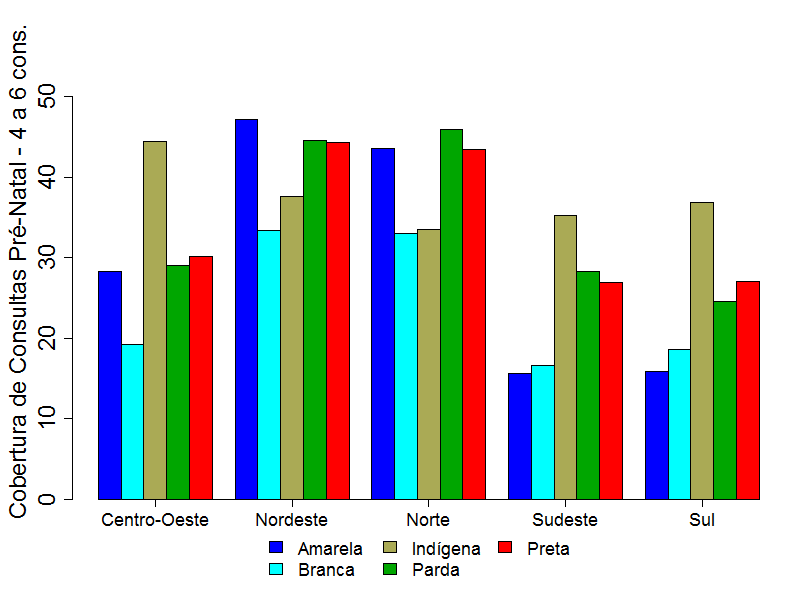 Cobertura de Consultas Pré-Natal - 4 a 6 cons.
50
40
30
20
10
0
Centro-Oeste Nordeste Norte Sudeste Sul
Amarela Indígena Preta
Branca Parda